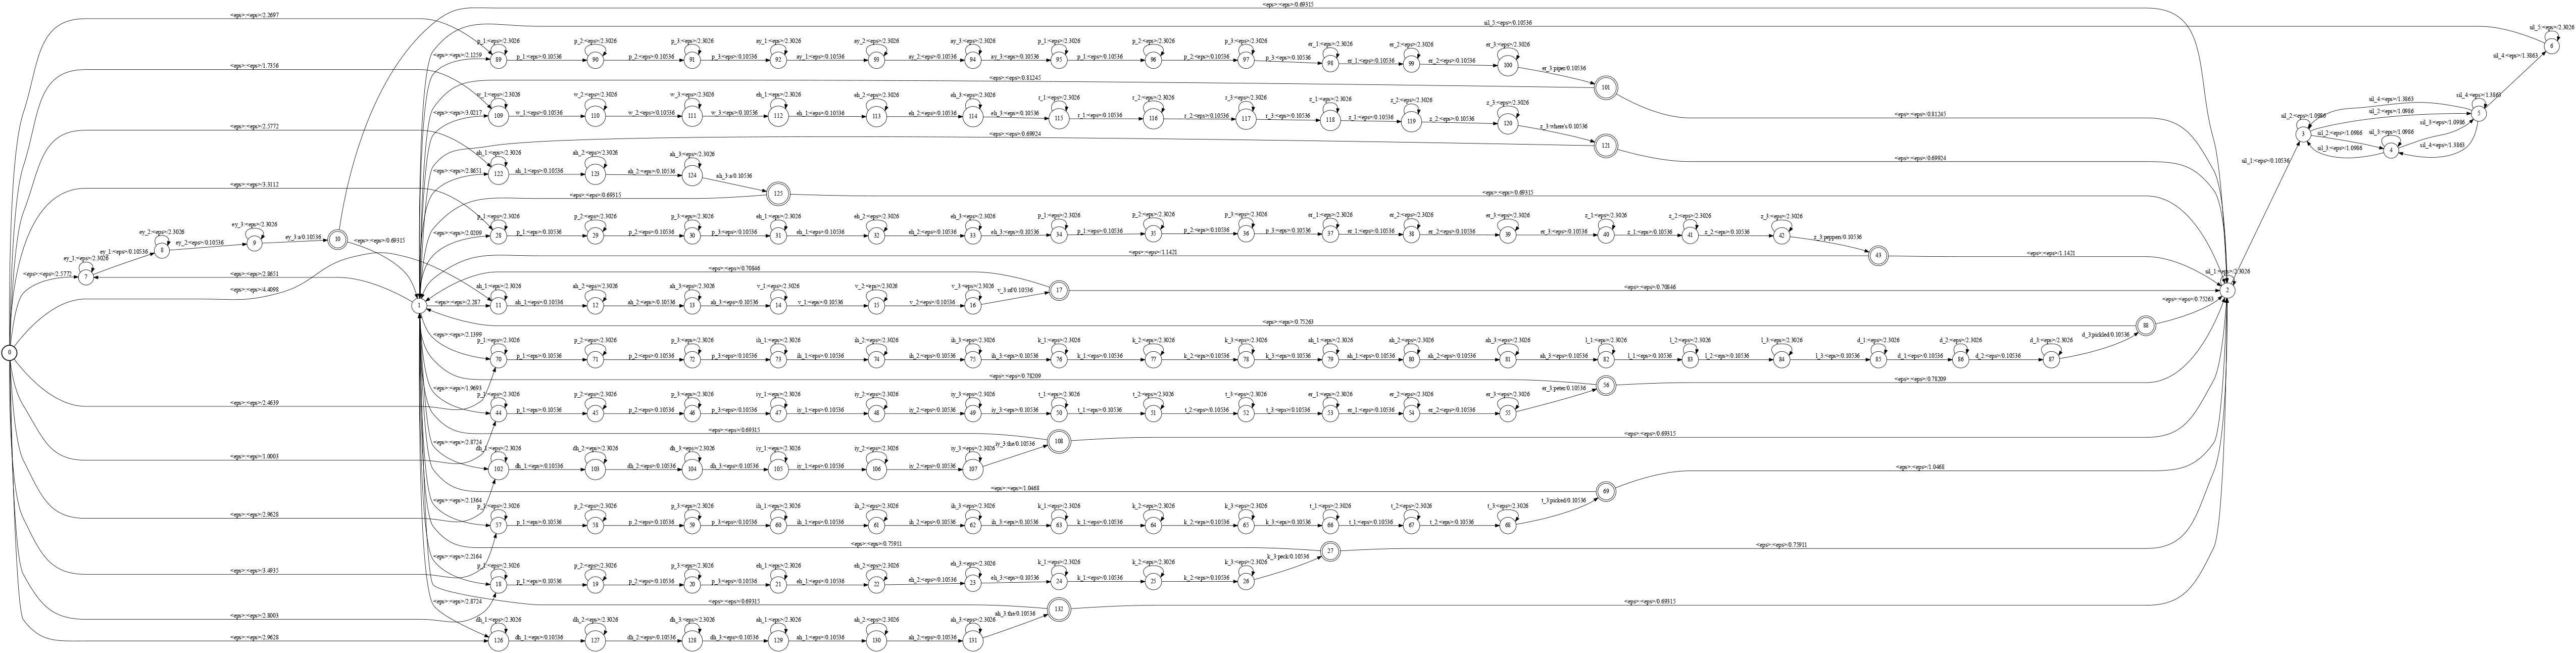 <eps>:<eps>/0.69315
<eps>:<eps>/2.2697
sil_5:<eps>/0.10536
p_1:<eps>/2.3026 p_2:<eps>/2.3026 p_3:<eps>/2.3026 ay_1:<eps>/2.3026 ay_2:<eps>/2.3026 ay_3:<eps>/2.3026 p_1:<eps>/2.3026 p_2:<eps>/2.3026 p_3:<eps>/2.3026 er_1:<eps>/2.3026 er_2:<eps>/2.3026 er_3:<eps>/2.3026 sil_5:<eps>/2.3026
<eps>:<eps>/2.1259 89 p_1:<eps>/0.10536 90 p_2:<eps>/0.10536 91 p_3:<eps>/0.10536 92 ay_1:<eps>/0.10536 93 ay_2:<eps>/0.10536 94 ay_3:<eps>/0.10536 95 p_1:<eps>/0.10536 96 p_2:<eps>/0.10536 97 p_3:<eps>/0.10536 98 er_1:<eps>/0.10536 99 er_2:<eps>/0.10536 100 er_3:piper/0.10536 101 6
<eps>:<eps>/1.7356 <eps>:<eps>/0.81245 sil_4:<eps>/1.3863
w_1:<eps>/2.3026 w_2:<eps>/2.3026 w_3:<eps>/2.3026 eh_1:<eps>/2.3026 eh_2:<eps>/2.3026 eh_3:<eps>/2.3026 r_1:<eps>/2.3026 r_2:<eps>/2.3026 r_3:<eps>/2.3026 z_1:<eps>/2.3026 z_2:<eps>/2.3026 z_3:<eps>/2.3026
<eps>:<eps>/3.0217 109 w_1:<eps>/0.10536 110 w_2:<eps>/0.10536 111 w_3:<eps>/0.10536 112 eh_1:<eps>/0.10536 113 eh_2:<eps>/0.10536 114 eh_3:<eps>/0.10536 115 r_1:<eps>/0.10536 116 r_2:<eps>/0.10536 117 r_3:<eps>/0.10536 118 z_1:<eps>/0.10536 119 z_2:<eps>/0.10536 120 z_3:where's/0.10536 121 <eps>:<eps>/0.81245
sil_4:<eps>/1.3863 sil_4:<eps>/1.3863 sil_2:<eps>/1.0986 sil_2:<eps>/1.0986 sil_2:<eps>/1.0986 sil_3:<eps>/1.0986 sil_3:<eps>/1.0986 sil_3:<eps>/1.0986 sil_4:<eps>/1.3863 3 4 5
<eps>:<eps>/2.5772 <eps>:<eps>/0.69924 <eps>:<eps>/0.69924 sil_1:<eps>/0.10536
ah_1:<eps>/2.3026 ah_2:<eps>/2.3026 ah_3:<eps>/2.3026
<eps>:<eps>/2.8651 122 ah_1:<eps>/0.10536 123 ah_2:<eps>/0.10536 124 ah_3:a/0.10536 125
<eps>:<eps>/3.3112 <eps>:<eps>/0.69315 <eps>:<eps>/0.69315
p_1:<eps>/2.3026 p_2:<eps>/2.3026 p_3:<eps>/2.3026 eh_1:<eps>/2.3026 eh_2:<eps>/2.3026 eh_3:<eps>/2.3026 p_1:<eps>/2.3026 p_2:<eps>/2.3026 p_3:<eps>/2.3026 er_1:<eps>/2.3026 er_2:<eps>/2.3026 er_3:<eps>/2.3026 z_1:<eps>/2.3026 z_2:<eps>/2.3026 z_3:<eps>/2.3026
<eps>:<eps>/2.0209 28 p_1:<eps>/0.10536 29 p_2:<eps>/0.10536 30 p_3:<eps>/0.10536 31 eh_1:<eps>/0.10536 32 eh_2:<eps>/0.10536 33 eh_3:<eps>/0.10536 34 p_1:<eps>/0.10536 35 p_2:<eps>/0.10536 36 p_3:<eps>/0.10536 37 er_1:<eps>/0.10536 38 er_2:<eps>/0.10536 39 er_3:<eps>/0.10536 40 z_1:<eps>/0.10536 41 z_2:<eps>/0.10536 42 z_3:peppers/0.10536 43
ey_1:<eps>/2.3026 ey_2:<eps>/2.3026 ey_3:<eps>/2.3026
<eps>:<eps>/2.5772 7 ey_1:<eps>/0.10536 8 ey_2:<eps>/0.10536 9 ey_3:a/0.10536 10 <eps>:<eps>/0.69315
<eps>:<eps>/2.8651 <eps>:<eps>/1.1421 <eps>:<eps>/1.1421 sil_1:<eps>/2.3026
<eps>:<eps>/4.4098 <eps>:<eps>/0.70846
ah_1:<eps>/2.3026 ah_2:<eps>/2.3026 ah_3:<eps>/2.3026 v_1:<eps>/2.3026 v_2:<eps>/2.3026 v_3:<eps>/2.3026
1 <eps>:<eps>/2.287 11 ah_1:<eps>/0.10536 12 ah_2:<eps>/0.10536 13 ah_3:<eps>/0.10536 14 v_1:<eps>/0.10536 15 v_2:<eps>/0.10536 16 v_3:of/0.10536 17 <eps>:<eps>/0.70846 2
<eps>:<eps>/0.75263 88 <eps>:<eps>/0.75263
p_1:<eps>/2.3026 p_2:<eps>/2.3026 p_3:<eps>/2.3026 ih_1:<eps>/2.3026 ih_2:<eps>/2.3026 ih_3:<eps>/2.3026 k_1:<eps>/2.3026 k_2:<eps>/2.3026 k_3:<eps>/2.3026 ah_1:<eps>/2.3026 ah_2:<eps>/2.3026 ah_3:<eps>/2.3026 l_1:<eps>/2.3026 l_2:<eps>/2.3026 l_3:<eps>/2.3026 d_1:<eps>/2.3026 d_2:<eps>/2.3026 d_3:<eps>/2.3026
0 <eps>:<eps>/2.1399 70 p_1:<eps>/0.10536 71 p_2:<eps>/0.10536 72 p_3:<eps>/0.10536 73 ih_1:<eps>/0.10536 74 ih_2:<eps>/0.10536 75 ih_3:<eps>/0.10536 76 k_1:<eps>/0.10536 77 k_2:<eps>/0.10536 78 k_3:<eps>/0.10536 79 ah_1:<eps>/0.10536 80 ah_2:<eps>/0.10536 81 ah_3:<eps>/0.10536 82 l_1:<eps>/0.10536 83 l_2:<eps>/0.10536 84 l_3:<eps>/0.10536 85 d_1:<eps>/0.10536 86 d_2:<eps>/0.10536 87 d_3:pickled/0.10536
<eps>:<eps>/2.4639 <eps>:<eps>/0.78209 <eps>:<eps>/0.78209
p_1:<eps>/2.3026 p_2:<eps>/2.3026 p_3:<eps>/2.3026 iy_1:<eps>/2.3026 iy_2:<eps>/2.3026 iy_3:<eps>/2.3026 t_1:<eps>/2.3026 t_2:<eps>/2.3026 t_3:<eps>/2.3026 er_1:<eps>/2.3026 er_2:<eps>/2.3026 er_3:<eps>/2.3026
<eps>:<eps>/1.9693 44 p_1:<eps>/0.10536 45 p_2:<eps>/0.10536 46 p_3:<eps>/0.10536 47 iy_1:<eps>/0.10536 48 iy_2:<eps>/0.10536 49 iy_3:<eps>/0.10536 50 t_1:<eps>/0.10536 51 t_2:<eps>/0.10536 52 t_3:<eps>/0.10536 53 er_1:<eps>/0.10536 54 er_2:<eps>/0.10536 55 er_3:peter/0.10536 56
<eps>:<eps>/1.0003 <eps>:<eps>/0.69315 <eps>:<eps>/0.69315
dh_1:<eps>/2.3026 dh_2:<eps>/2.3026 dh_3:<eps>/2.3026 iy_1:<eps>/2.3026 iy_2:<eps>/2.3026 iy_3:<eps>/2.3026
<eps>:<eps>/2.8724 102 dh_1:<eps>/0.10536 103 dh_2:<eps>/0.10536 104 dh_3:<eps>/0.10536 105 iy_1:<eps>/0.10536 106 iy_2:<eps>/0.10536 107 iy_3:the/0.10536 108
<eps>:<eps>/2.9628 <eps>:<eps>/1.0468 <eps>:<eps>/1.0468
p_1:<eps>/2.3026 p_2:<eps>/2.3026 p_3:<eps>/2.3026 ih_1:<eps>/2.3026 ih_2:<eps>/2.3026 ih_3:<eps>/2.3026 k_1:<eps>/2.3026 k_2:<eps>/2.3026 k_3:<eps>/2.3026 t_1:<eps>/2.3026 t_2:<eps>/2.3026 t_3:<eps>/2.3026
<eps>:<eps>/2.1364 57 p_1:<eps>/0.10536 58 p_2:<eps>/0.10536 59 p_3:<eps>/0.10536 60 ih_1:<eps>/0.10536 61 ih_2:<eps>/0.10536 62 ih_3:<eps>/0.10536 63 k_1:<eps>/0.10536 64 k_2:<eps>/0.10536 65 k_3:<eps>/0.10536 66 t_1:<eps>/0.10536 67 t_2:<eps>/0.10536 68 t_3:picked/0.10536 69
<eps>:<eps>/3.4935 <eps>:<eps>/0.75911 <eps>:<eps>/0.75911
p_1:<eps>/2.3026 p_2:<eps>/2.3026 p_3:<eps>/2.3026 eh_1:<eps>/2.3026 eh_2:<eps>/2.3026 eh_3:<eps>/2.3026 k_1:<eps>/2.3026 k_2:<eps>/2.3026 k_3:<eps>/2.3026
<eps>:<eps>/2.2164 18 p_1:<eps>/0.10536 19 p_2:<eps>/0.10536 20 p_3:<eps>/0.10536 21 eh_1:<eps>/0.10536 22 eh_2:<eps>/0.10536 23 eh_3:<eps>/0.10536 24 k_1:<eps>/0.10536 25 k_2:<eps>/0.10536 26 k_3:peck/0.10536 27
<eps>:<eps>/2.8003 <eps>:<eps>/0.69315 <eps>:<eps>/0.69315
dh_1:<eps>/2.3026 dh_2:<eps>/2.3026 dh_3:<eps>/2.3026 ah_1:<eps>/2.3026 ah_2:<eps>/2.3026 ah_3:<eps>/2.3026
<eps>:<eps>/2.9628 <eps>:<eps>/2.8724 126 dh_1:<eps>/0.10536 127 dh_2:<eps>/0.10536 128 dh_3:<eps>/0.10536 129 ah_1:<eps>/0.10536 130 ah_2:<eps>/0.10536 131 ah_3:the/0.10536 132